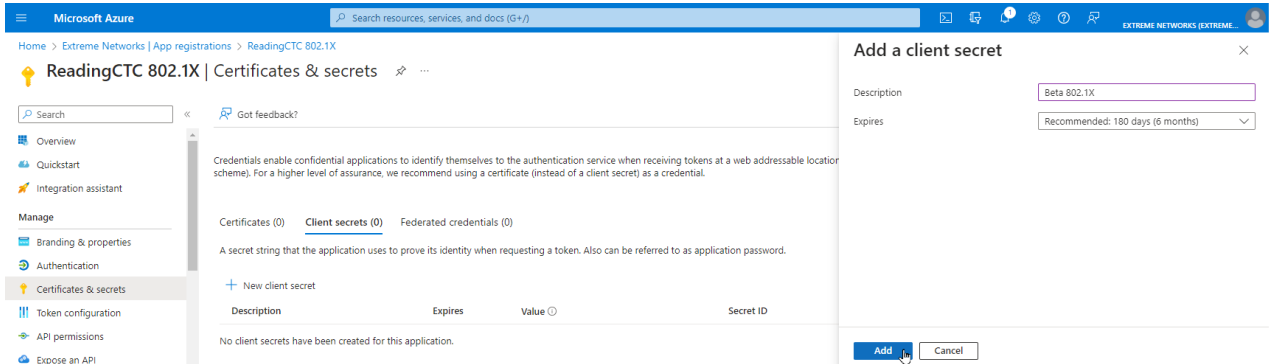 Microsoft Azure
Search resources, services, and docs (G+/)
1
EXTREME NETWORKS (EXTREME...
Home > Extreme Networks | App registrations > ReadingCTC 802.1X
ReadingCTC 802.1X | Certificates & secrets
Search
Overview
Quickstart
Integration assistant
Manage
Branding & properties
Authentication
Certificates & secrets
Token configuration
API permissions
Expose an API
Got feedback?
Credentials enable confidential applications to identify themselves to the authentication service when receiving tokens at a web addressable location
scheme). For a higher level of assurance, we recommend using a certificate (instead of a client secret) as a credential.
Certificates (0) Client secrets (0) Federated credentials (0)
A secret string that the application uses to prove its identity when requesting a token. Also can be referred to as application password.
New client secret
Description Expires Value Secret ID
No client secrets have been created for this application.
Add a client secret
Description Beta 802.1X
Expires Recommended: 180 days (6 months)
Add Cancel